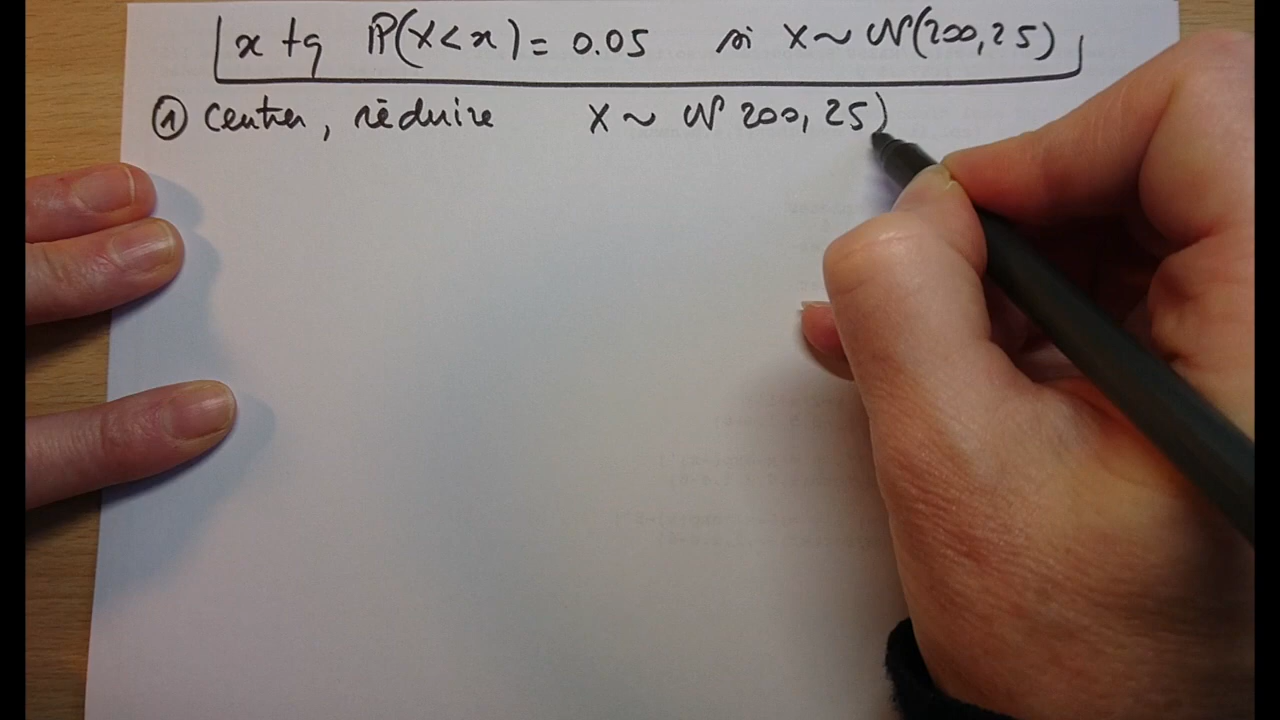 x tq P(X<x) = 0.05 si X ~ N(200,25)
① centrer, réduire X ~ N 200, 25)